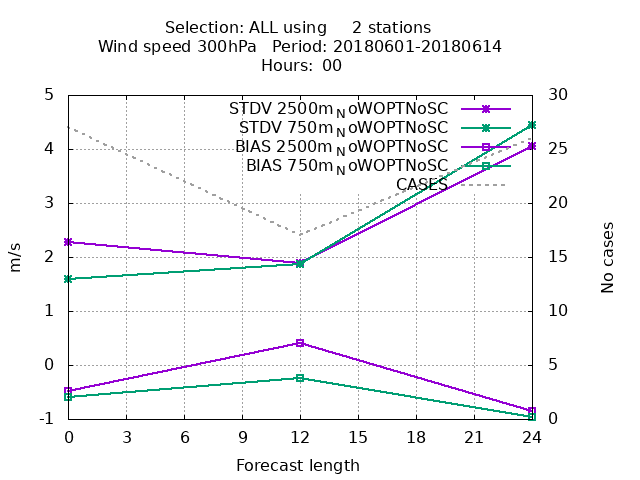 Selection: ALL using     2 stations
Wind speed 300hPa   Period: 20180601-20180614
Hours: 00
5
4
3
2
1
0
-1
m/s
30
25
20
15
10
5
0
No cases
STDV 2500m_NoWOPTNoSC
STDV 750m_NoWOPTNoSC
BIAS 2500m_NoWOPTNoSC
BIAS 750m_NoWOPTNoSC
CASES
0 3 6 9 12 15 18 21 24
Forecast length